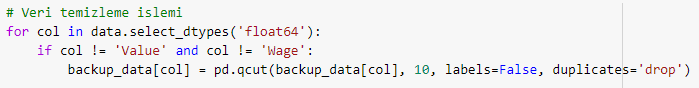 # Veri temizleme islemi
for col in data.select_dtypes('float64'):
    if col != 'Value' and col != 'Wage':
        backup_data[col] = pd.qcut(backup_data[col], 10, labels=False, duplicates='drop')